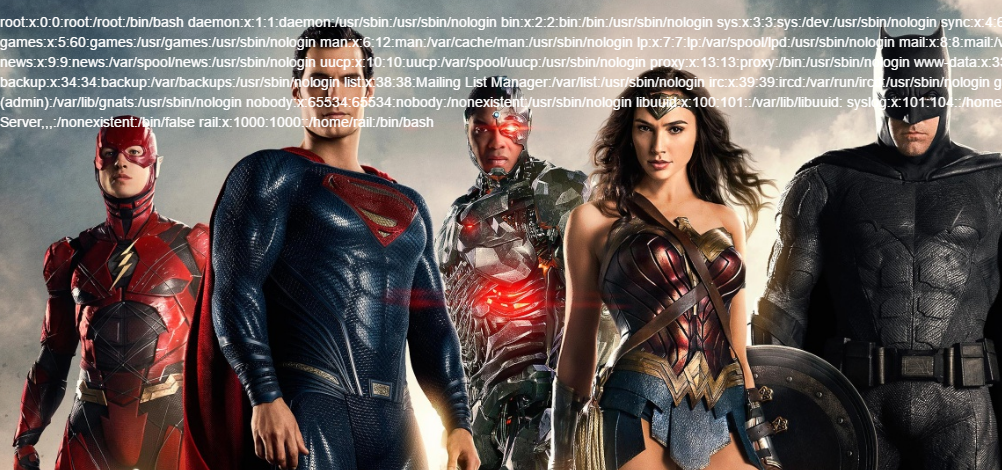 root:x:0:0:root:/root:/bin/bash daemon:x:1:1:daemon:/usr/sbin:/usr/sbin/nologin bin:x:2:2:bin:/bin:/usr/sbin/nologin sys:x:3:3:sys:/dev:/usr/sbin/nologin
games:x:5:60:games:/usr/games:/usr/sbin/nologin man:x:6:12:man:/var/cache/man:/usr/sbin/nologin lp:x:7:7:lp:/var/spool/lpd:/usr/sbin/nologin mail:x:8:8:mail:/v
news:x:9:9:news:/var/spool/news:/usr/sbin/nologin uucp:x:10:10:uucp:/var/spool/uucp:/usr/sbin/nologin proxy:x:13:13:proxy:/bin:/usr/sbin/nologin www-data:x:33
backup:x:34:34:backup:/var/backups:/usr/sbin/nologin list:x:38:38:Mailing List Manager:/var/list:/usr/sbin/nologin irc:x:39:39:ircd:/var/run/ircd:/usr/sbin/nologin
(admin):/var/lib/gnats:/usr/sbin/nologin nobody:x:65534:65534:nobody:/nonexistent:/usr/sbin/nologin libuuid:x:100:101::/var/lib/libuuid: syslog:x:101:104::/home
Server,,,:/nonexistent:/bin/false rail:x:1000:1000::/home/rail:/bin/bash